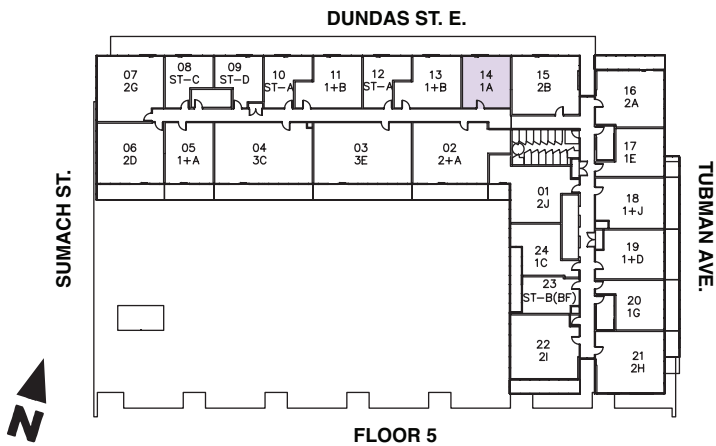 DUNDAS ST. E.
07
2G
08
ST-C
09
ST-D
10
ST-A
11
1+B
12
ST-A
13
1+B
14
1A
15
2B
16
2A
06
2D
05
1+A
04
3C
03
3E
02
2+A
17
1E
01
2J
18
1+J
24
1C
19
1+D
23
ST-B(BF)
20
1G
22
2I
21
2H
SUMACH ST.
TUBMAN AVE.
N
FLOOR 5